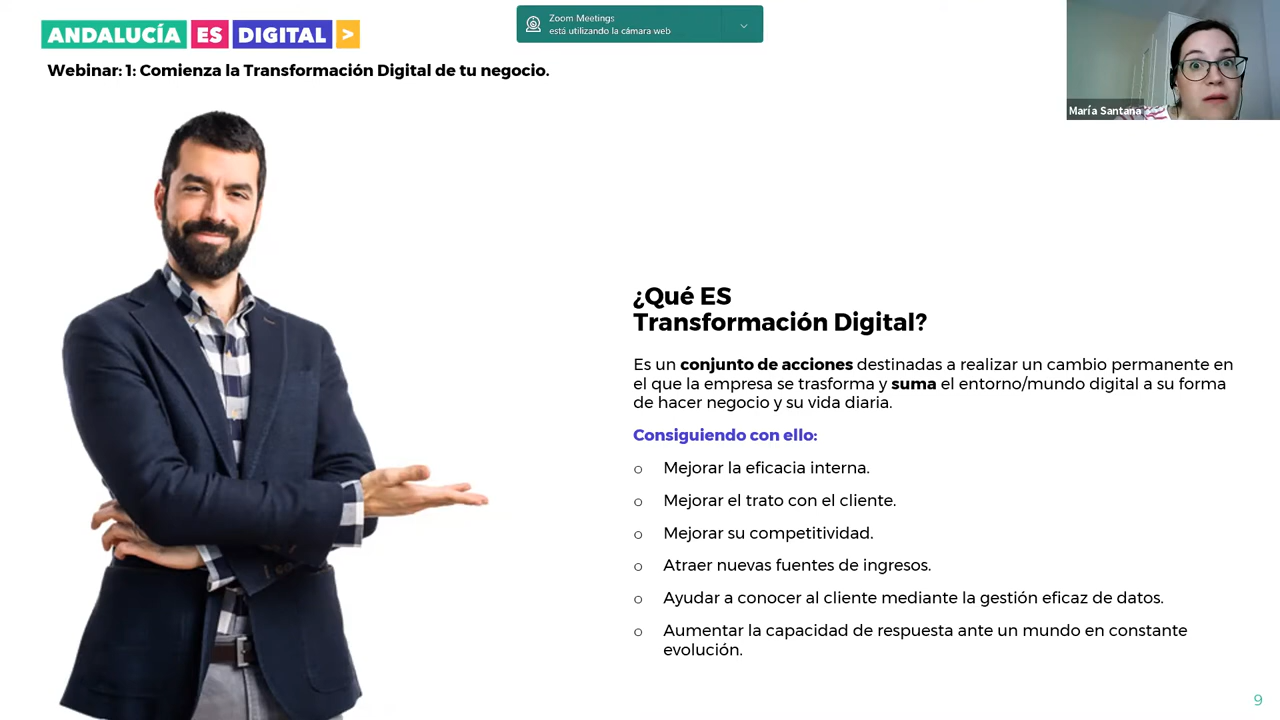 ANDALUCÍA ES DIGITAL >
Zoom Meetings
está utilizando la cámara web
Webinar: 1: Comienza la Transformación Digital de tu negocio.
María Santana
¿Qué ES
Transformación Digital?
Es un conjunto de acciones destinadas a realizar un cambio permanente en
el que la empresa se trasforma y suma el entorno/mundo digital a su forma
de hacer negocio y su vida diaria.
Consiguiendo con ello:
o Mejorar la eficacia interna.
o Mejorar el trato con el cliente.
o Mejorar su competitividad.
o Atraer nuevas fuentes de ingresos.
o Ayudar a conocer al cliente mediante la gestión eficaz de datos.
o Aumentar la capacidad de respuesta ante un mundo en constante
evolución.
9